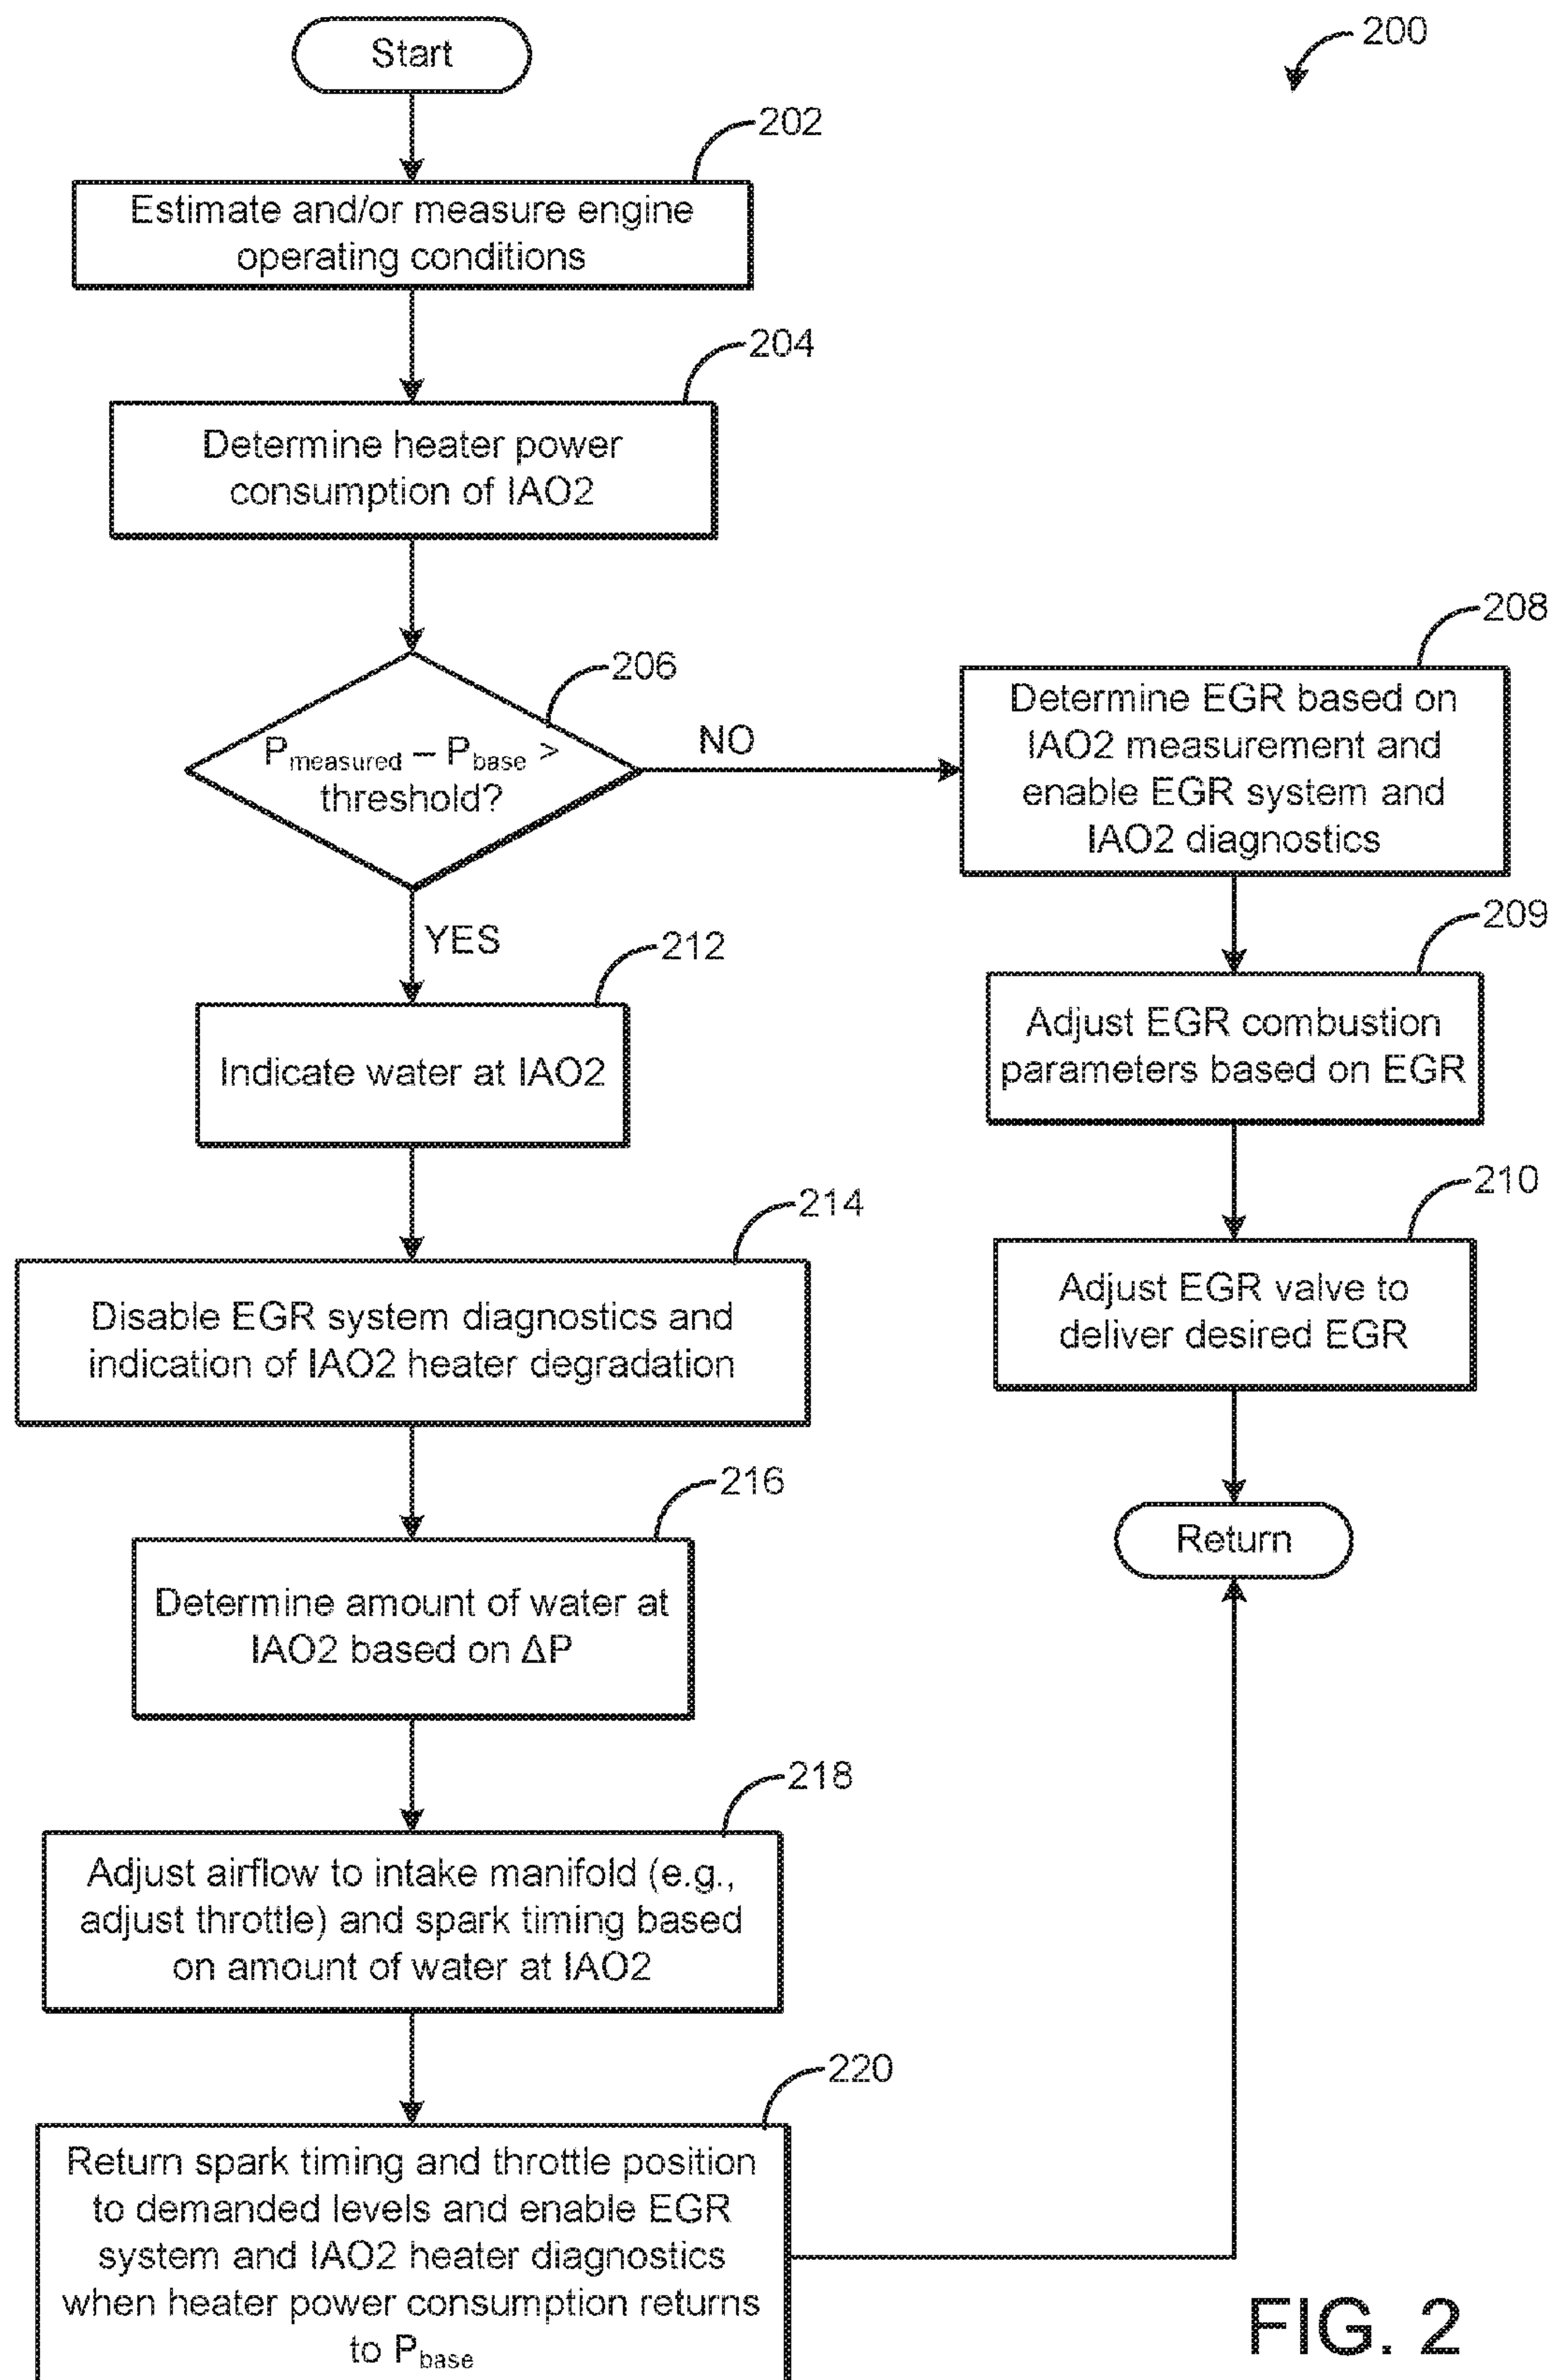 Start
200
202
Estimate and/or measure engine
operating conditions
204
Determine heater power
consumption of IAO2
206
P_measured – P_base >
threshold?
NO
208
Determine EGR based on
IAO2 measurement and
enable EGR system and
IAO2 diagnostics
209
Adjust EGR combustion
parameters based on EGR
210
Adjust EGR valve to
deliver desired EGR
Return
YES
212
Indicate water at IAO2
214
Disable EGR system diagnostics and
indication of IAO2 heater degradation
216
Determine amount of water at
IAO2 based on ΔP
218
Adjust airflow to intake manifold (e.g.,
adjust throttle) and spark timing based
on amount of water at IAO2
220
Return spark timing and throttle position
to demanded levels and enable EGR
system and IAO2 heater diagnostics
when heater power consumption returns
to P_base
FIG. 2